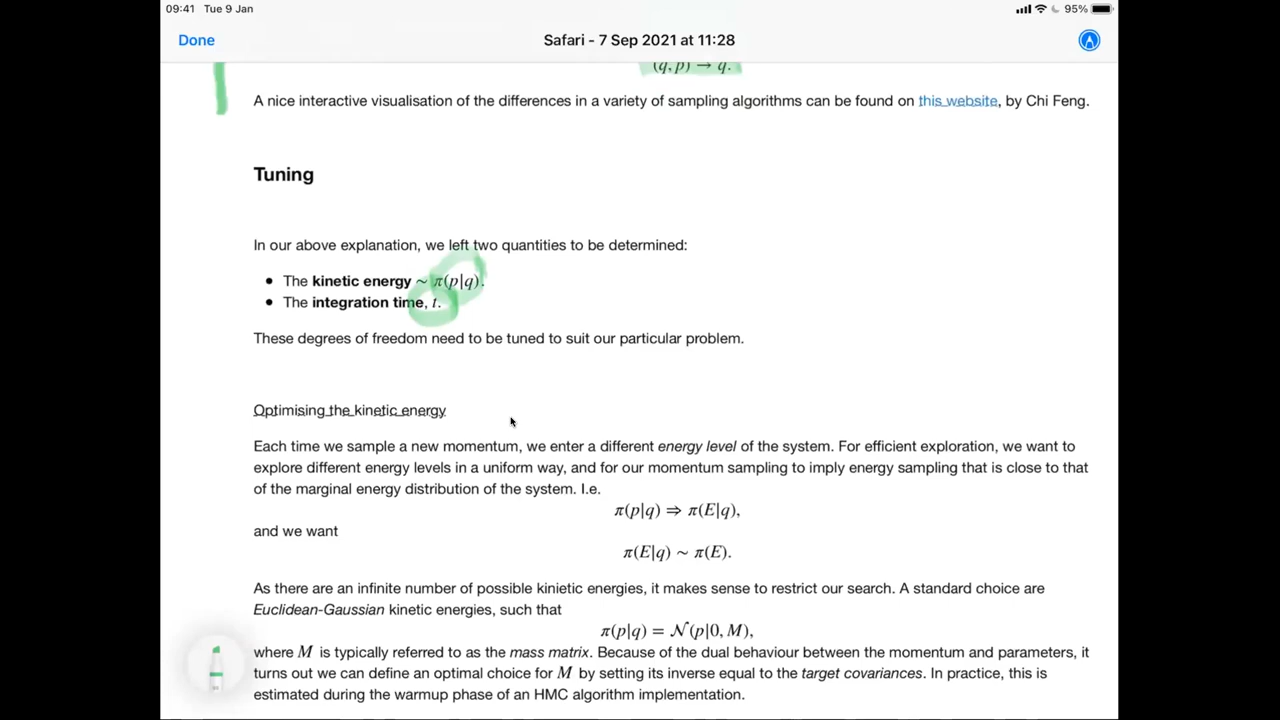 09:41 Tue 9 Jan 95%
Done Safari - 7 Sep 2021 at 11:28
(q, p) → q.
A nice interactive visualisation of the differences in a variety of sampling algorithms can be found on this website, by Chi Feng.
Tuning
In our above explanation, we left two quantities to be determined:
• The kinetic energy ~ π(p|q).
• The integration time, t.
These degrees of freedom need to be tuned to suit our particular problem.
Optimising the kinetic energy
Each time we sample a new momentum, we enter a different energy level of the system. For efficient exploration, we want to
explore different energy levels in a uniform way, and for our momentum sampling to imply energy sampling that is close to that
of the marginal energy distribution of the system. I.e.
π(p|q) ⇒ π(E|q),
and we want
π(E|q) ~ π(E).
As there are an infinite number of possible kinietic energies, it makes sense to restrict our search. A standard choice are
Euclidean-Gaussian kinetic energies, such that
π(p|q) = 𝒩(p|0, M),
where M is typically referred to as the mass matrix. Because of the dual behaviour between the momentum and parameters, it
turns out we can define an optimal choice for M by setting its inverse equal to the target covariances. In practice, this is
estimated during the warmup phase of an HMC algorithm implementation.